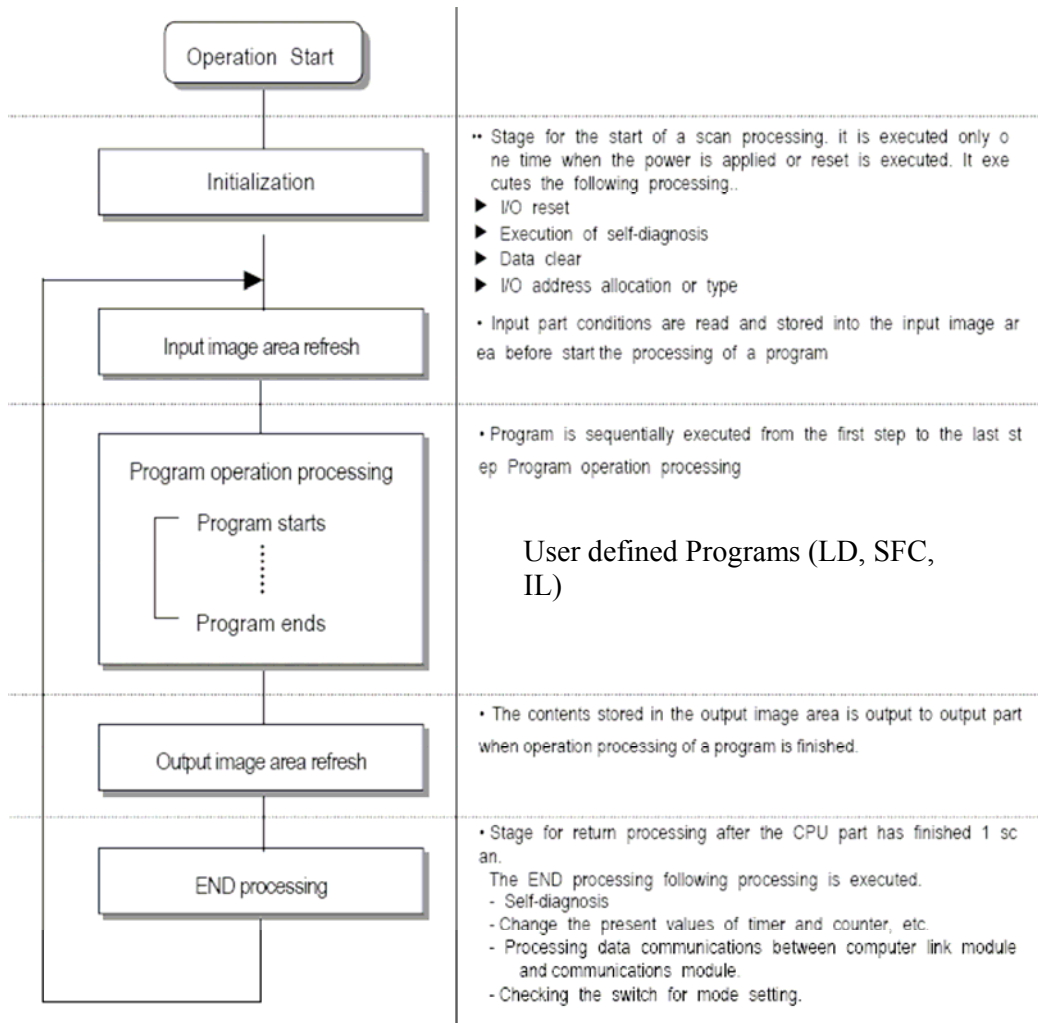 Operation Start
Initialization
•• Stage for the start of a scan processing. it is executed only o
ne time when the power is applied or reset is executed. It exe
cutes the following processing..
▶ I/O reset
▶ Execution of self-diagnosis
▶ Data clear
▶ I/O address allocation or type
Input image area refresh
• Input part conditions are read and stored into the input image ar
ea before start the processing of a program
Program operation processing
Program starts
Program ends
• Program is sequentially executed from the first step to the last st
ep Program operation processing
User defined Programs (LD, SFC,
IL)
Output image area refresh
• The contents stored in the output image area is output to output part
when operation processing of a program is finished.
END processing
• Stage for return processing after the CPU part has finished 1 sc
an.
The END processing following processing is executed.
- Self-diagnosis
- Change the present values of timer and counter, etc.
- Processing data communications between computer link module
and communications module.
- Checking the switch for mode setting.